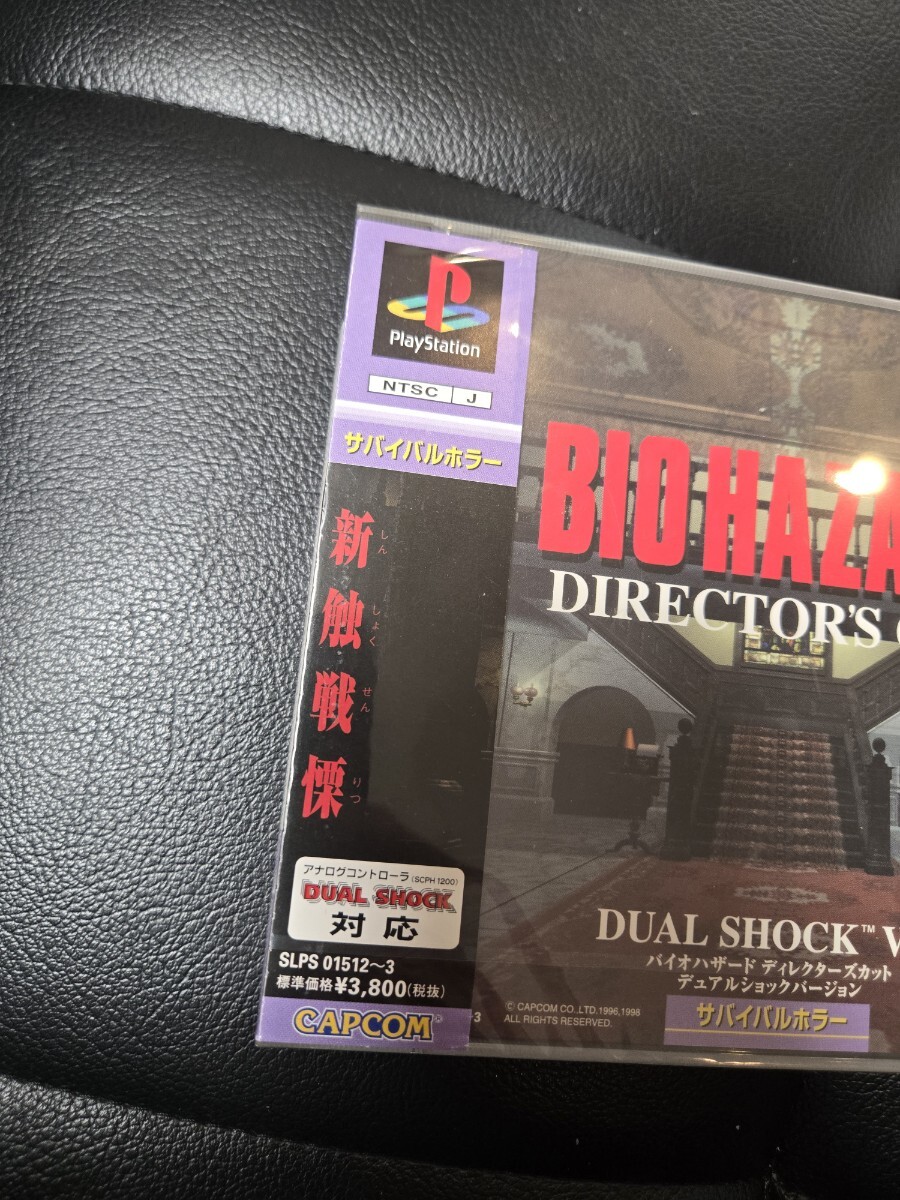 PlayStation
NTSC J
サバイバルホラー
新触戦慄
しんしょくせんりつ
アナログコントローラ(SCPH 1200)
DUAL SHOCK
対応
SLPS 01512〜3
標準価格¥3,800(税抜)
CAPCOM®
BIOHAZA
DIRECTOR'S
DUAL SHOCK™ V
バイオハザード ディレクターズカット
デュアルショックバージョン
-3
© CAPCOM CO.,LTD.1996,1998
ALL RIGHTS RESERVED.
サバイバルホラー